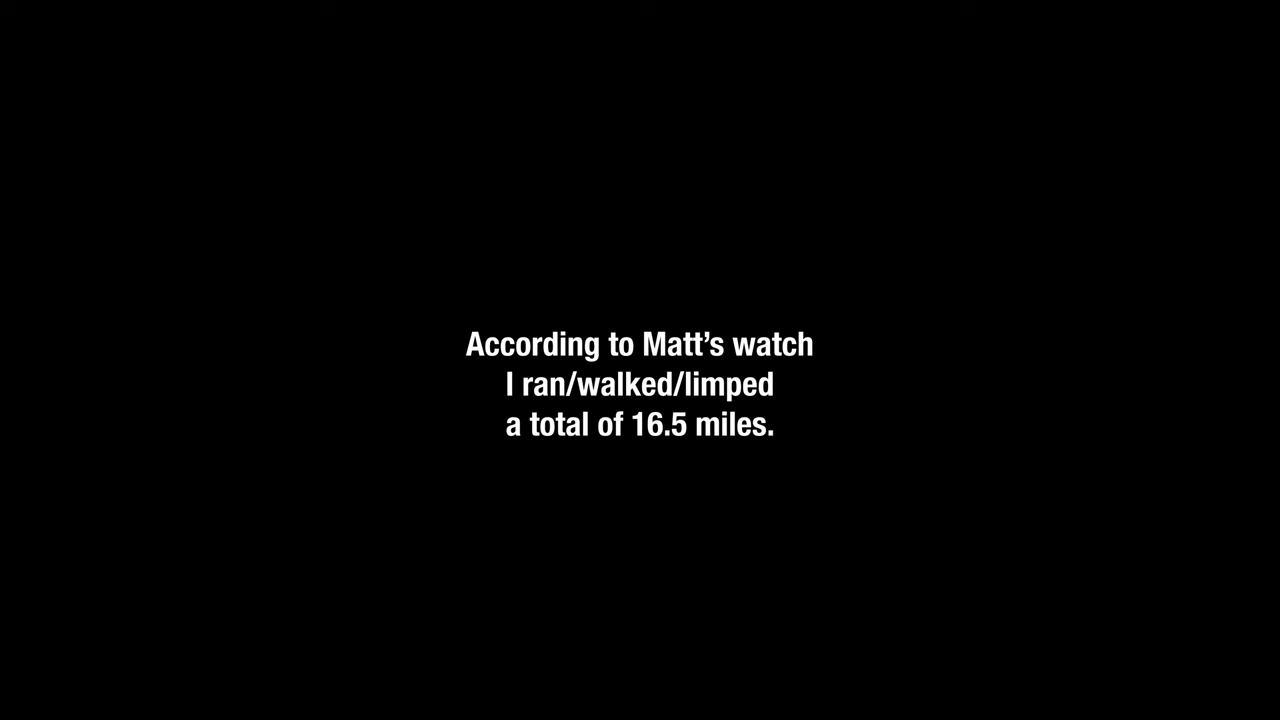 According to Matt’s watch
I ran/walked/limped
a total of 16.5 miles.